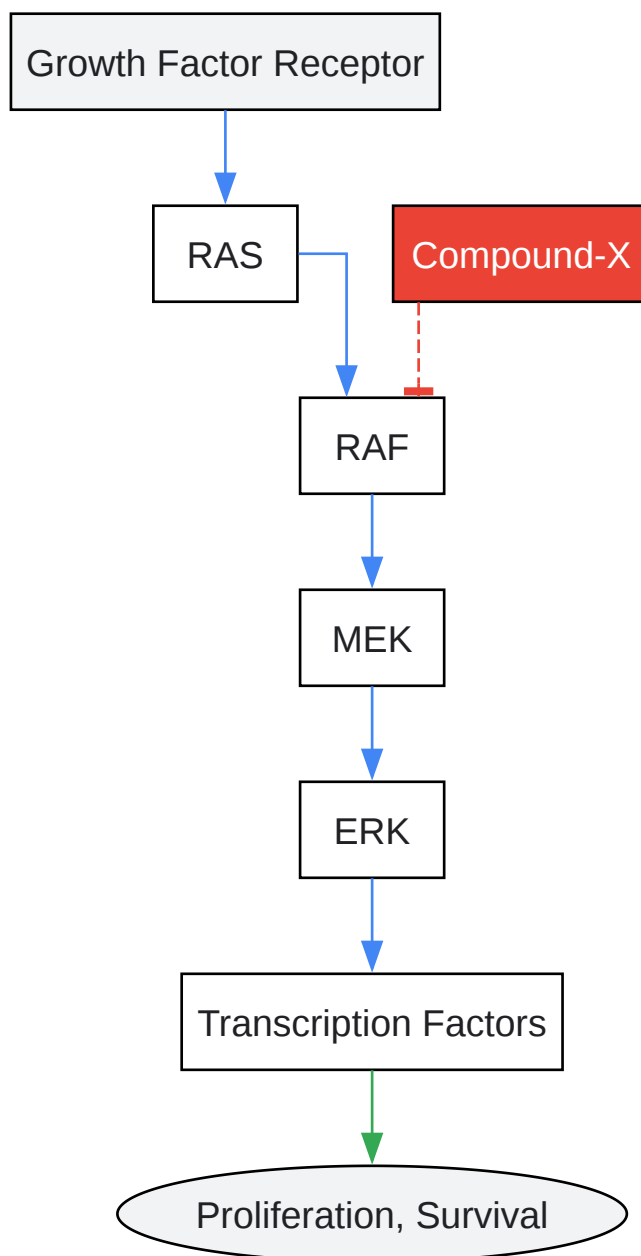 Growth Factor Receptor
RAS
Compound-X
RAF
MEK
ERK
Transcription Factors
Proliferation, Survival